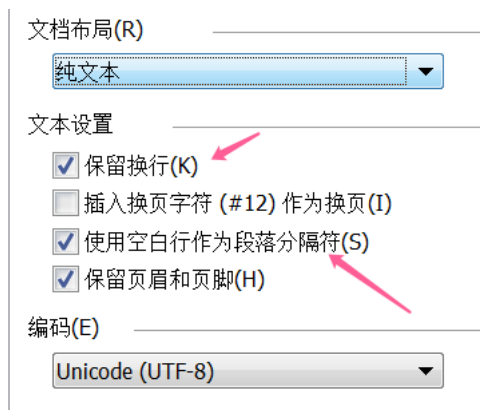 文档布局(R)
纯文本
文本设置
保留换行(K)
插入换页字符 (#12) 作为换页(I)
使用空白行作为段落分隔符(S)
保留页眉和页脚(H)
编码(E)
Unicode (UTF-8)